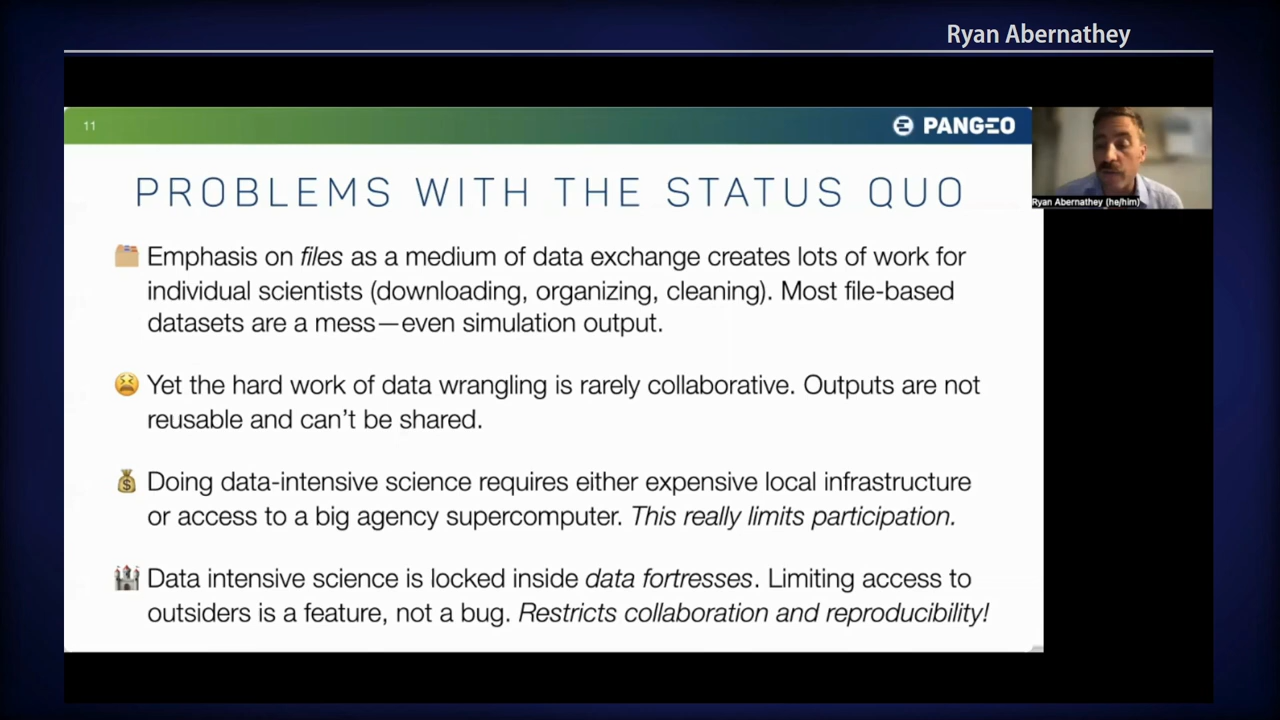 Ryan Abernathey
11
PANGEO
PROBLEMS WITH THE STATUS QUO
Ryan Abernathey (he/him)
Emphasis on files as a medium of data exchange creates lots of work for
individual scientists (downloading, organizing, cleaning). Most file-based
datasets are a mess—even simulation output.
Yet the hard work of data wrangling is rarely collaborative. Outputs are not
reusable and can’t be shared.
Doing data-intensive science requires either expensive local infrastructure
or access to a big agency supercomputer. This really limits participation.
Data intensive science is locked inside data fortresses. Limiting access to
outsiders is a feature, not a bug. Restricts collaboration and reproducibility!